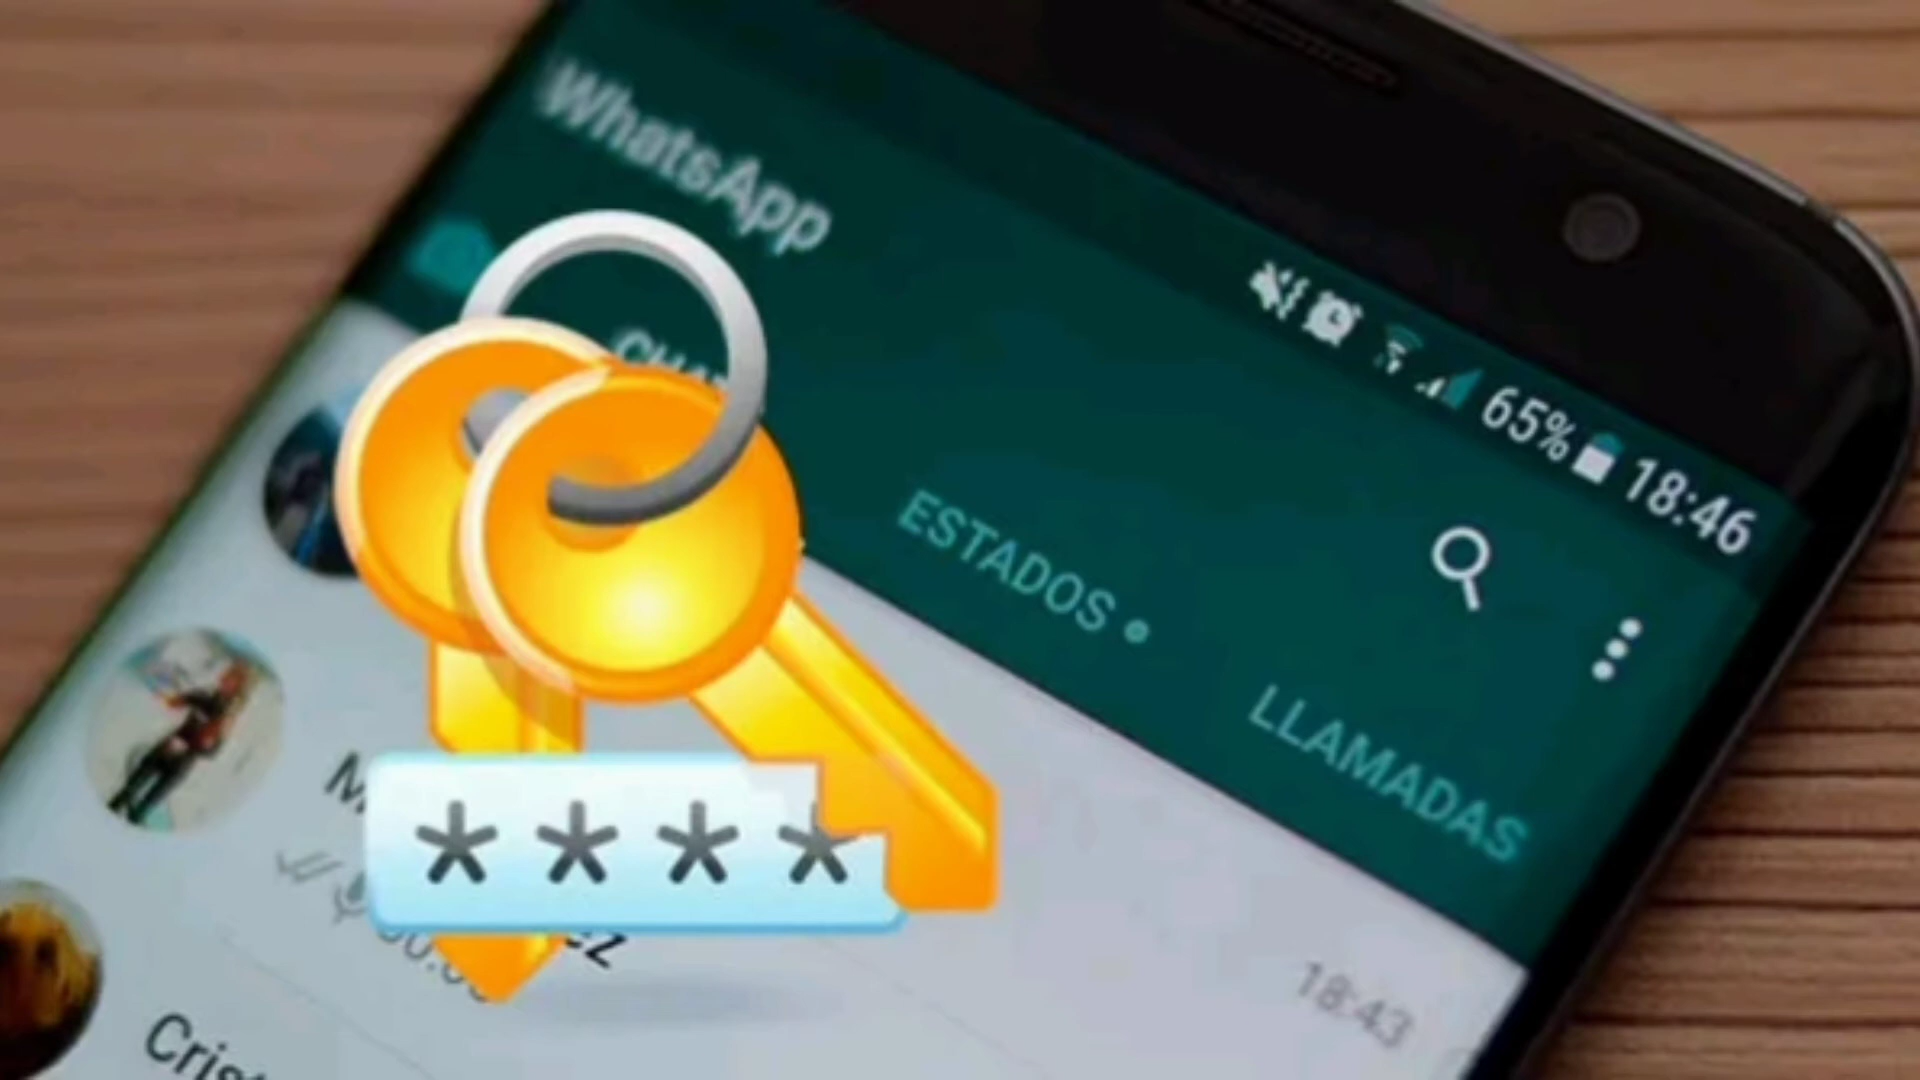 WhatsApp
65% 18:46
ESTADOS
LLAMADAS
* * * *
18:43